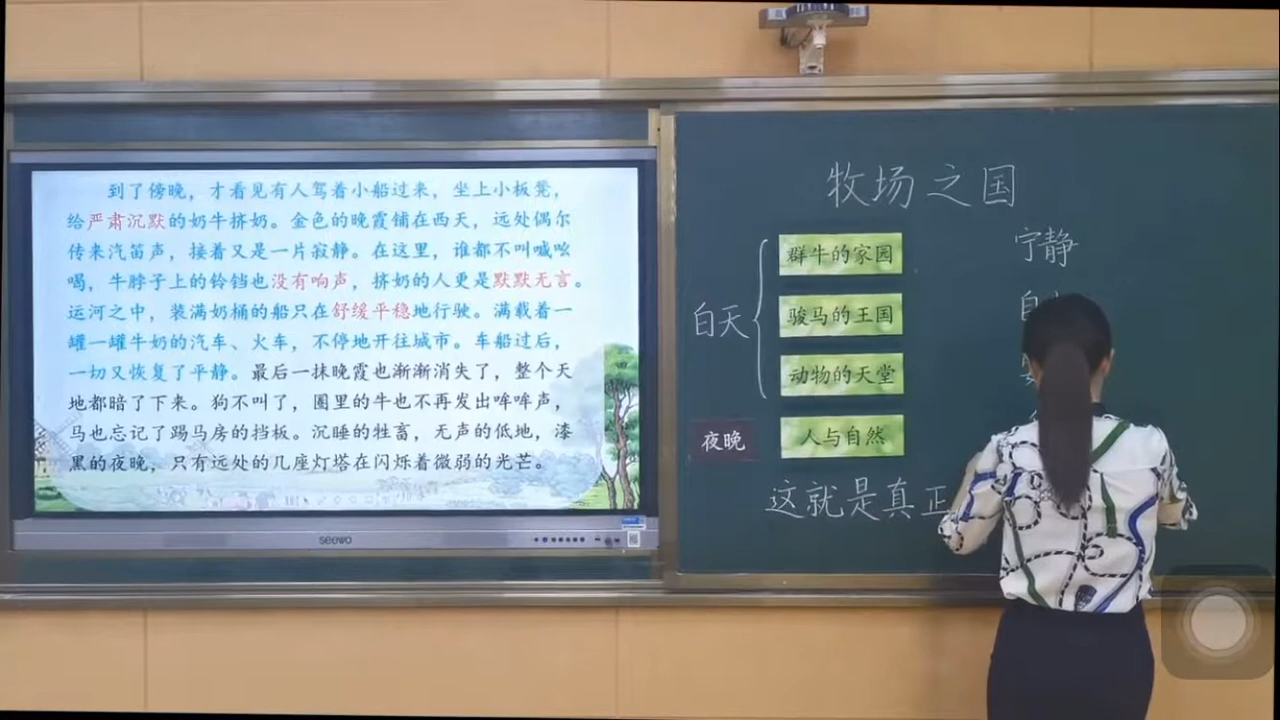 到了傍晚，才看见有人驾着小船过来，坐上小板凳，
给严肃沉默的奶牛挤奶。金色的晚霞铺在西天，远处偶尔
传来汽笛声，接着又是一片寂静。在这里，谁都不叫喊吆
喝，牛脖子上的铃铛也没有响声，挤奶的人更是默默无言。
运河之中，装满奶桶的船只在舒缓平稳地行驶。满载着一
罐一罐牛奶的汽车、火车，不停地开往城市。车船过后，
一切又恢复了平静。最后一抹晚霞也渐渐消失了，整个天
地都暗了下来。狗不叫了，圈里的牛也不再发出哞哞声，
马也忘记了踢马房的挡板。沉睡的牲畜，无声的低地，漆
黑的夜晚，只有远处的几座灯塔在闪烁着微弱的光芒。
seewo
牧场之国
白天
群牛的家园
骏马的王国
动物的天堂
夜晚
人与自然
宁静
自
这就是真正